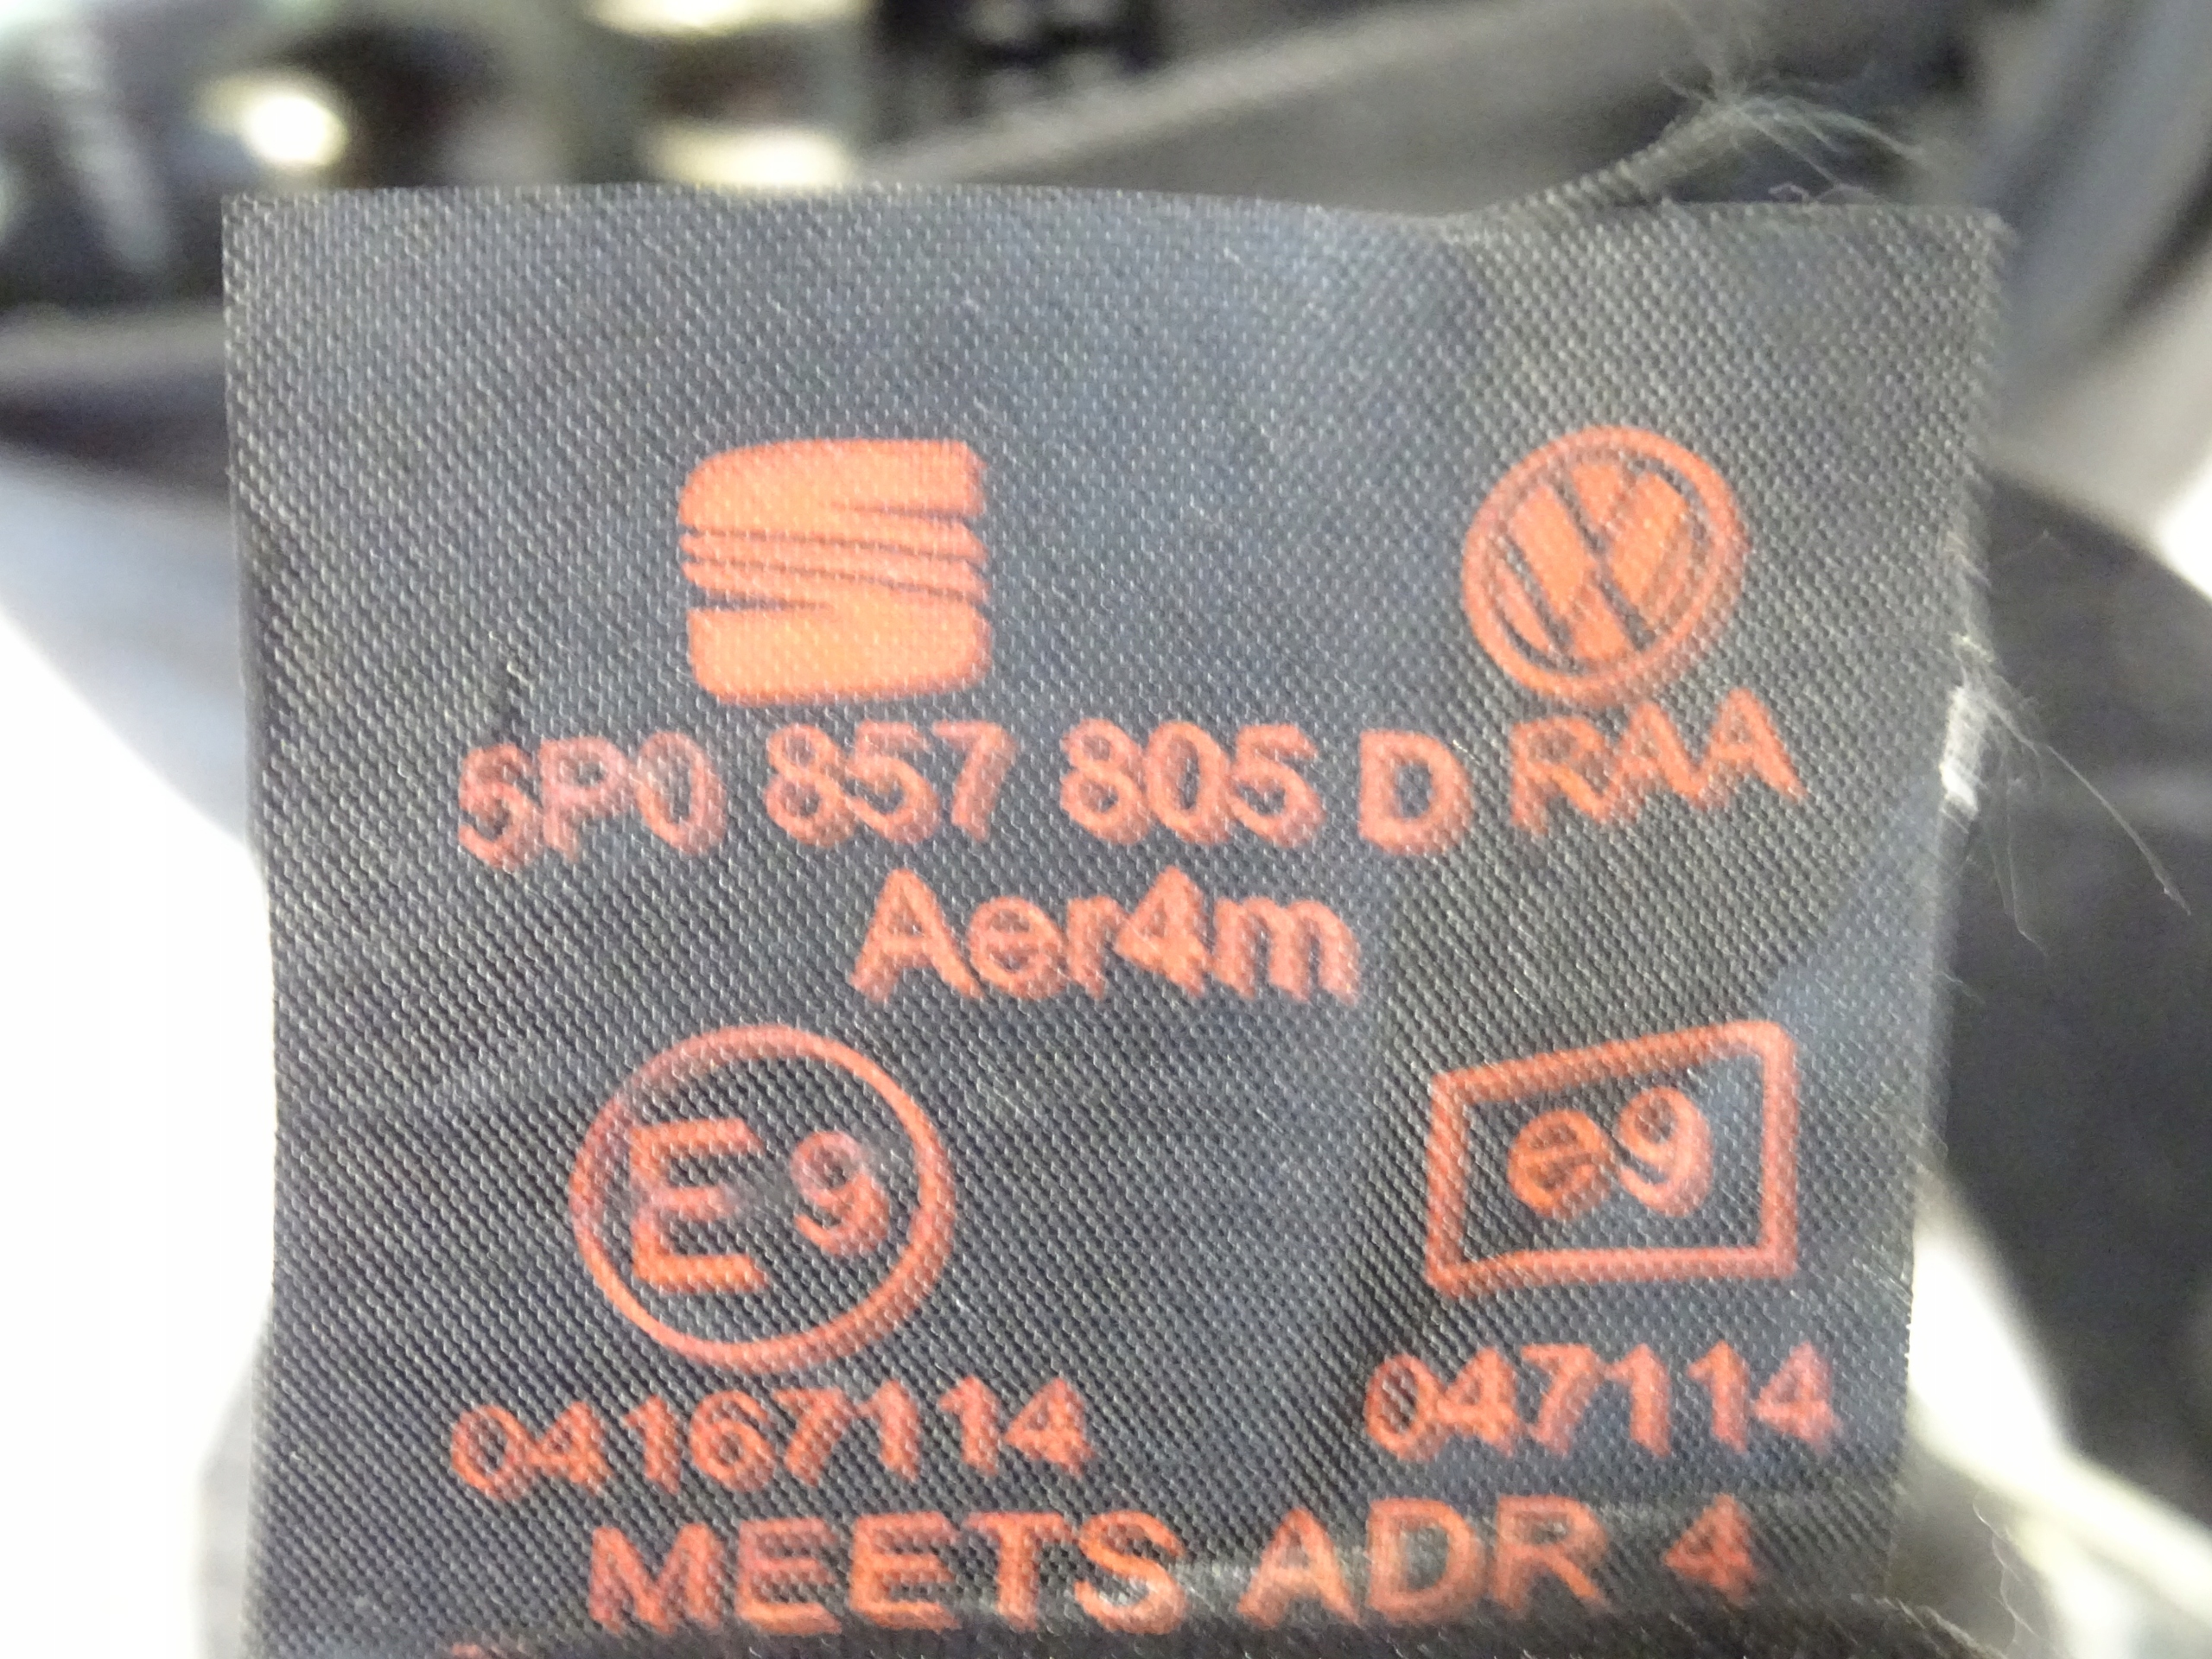 5P0 857 805 D RAA
Aer4m
E9
e9
04167114
047114
MEETS ADR 4